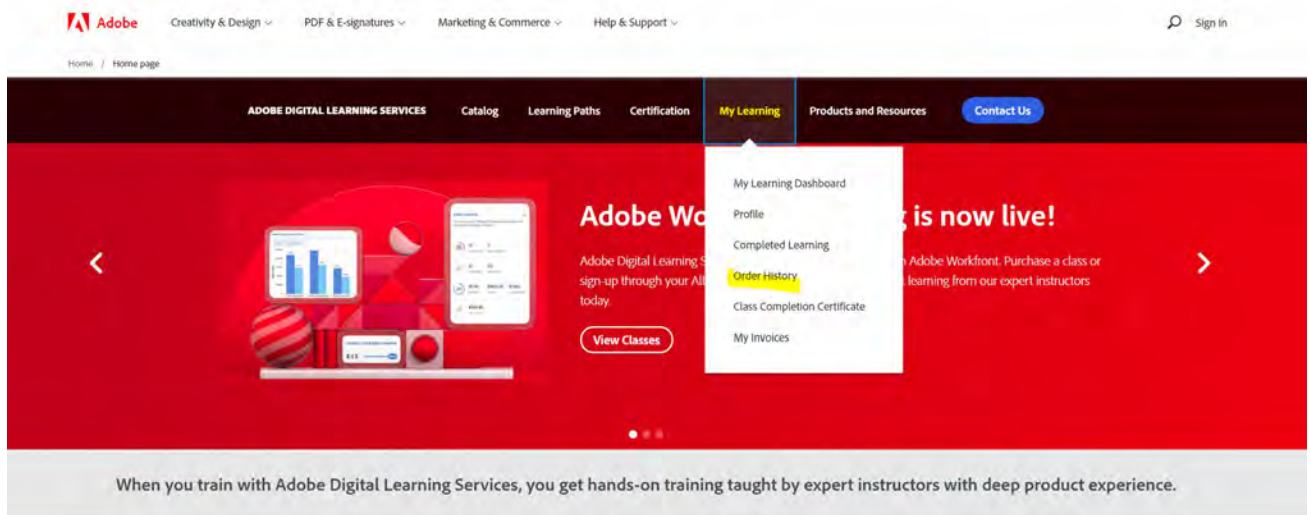 Adobe
Creativity & Design
PDF & E-signatures
Marketing & Commerce
Help & Support
Sign In
Home / Home page
ADOBE DIGITAL LEARNING SERVICES
Catalog
Learning Paths
Certification
My Learning
Products and Resources
Contact Us
My Learning Dashboard
Profile
Completed Learning
Order History
Class Completion Certificate
My Invoices
Adobe Wo
is now live!
Adobe Digital Learning S
n Adobe Workfront. Purchase a class or
sign-up through your Al
learning from our expert instructors
today.
View Classes
When you train with Adobe Digital Learning Services, you get hands-on training taught by expert instructors with deep product experience.